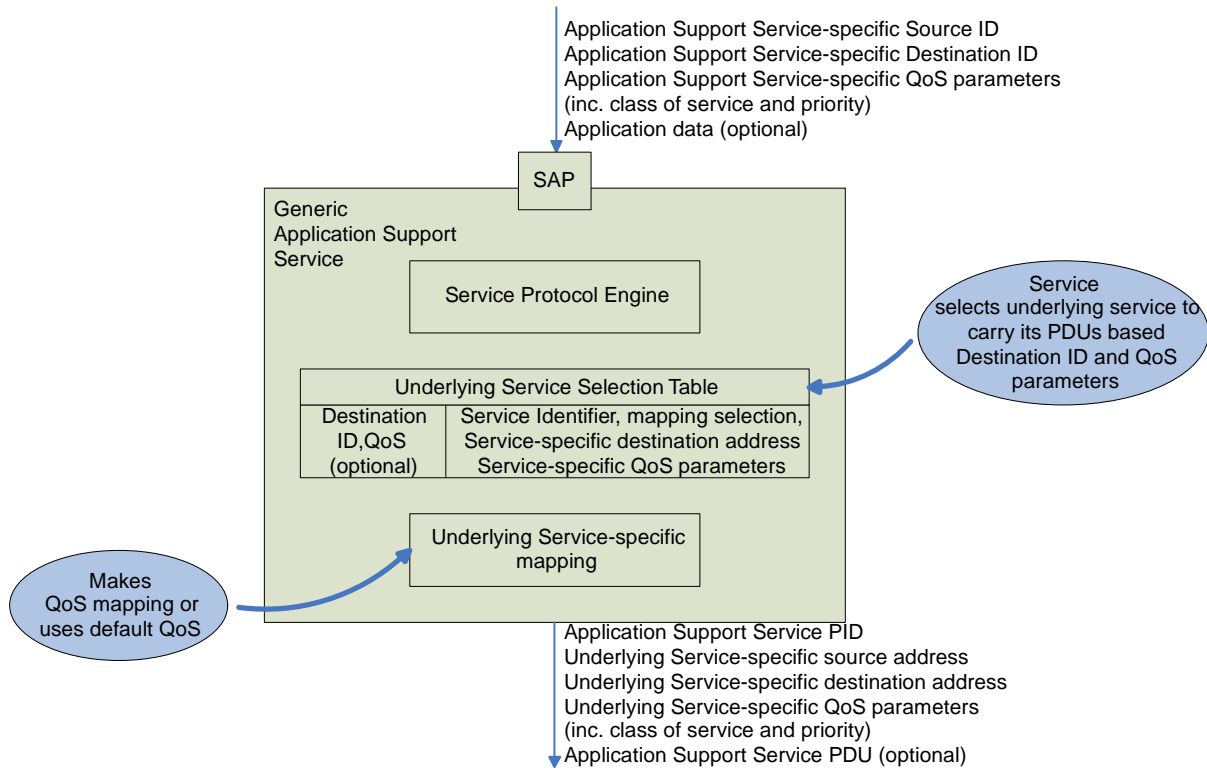 Application Support Service-specific Source ID
Application Support Service-specific Destination ID
Application Support Service-specific QoS parameters
(inc. class of service and priority)
Application data (optional)
SAP
Generic
Application Support
Service
Service Protocol Engine
Service
selects underlying service to
carry its PDUs based
Destination ID and QoS
parameters
Underlying Service Selection Table
Destination
ID,QoS
(optional)
Service Identifier, mapping selection,
Service-specific destination address
Service-specific QoS parameters
Underlying Service-specific
mapping
Makes
QoS mapping or
uses default QoS
Application Support Service PID
Underlying Service-specific source address
Underlying Service-specific destination address
Underlying Service-specific QoS parameters
(inc. class of service and priority)
Application Support Service PDU (optional)